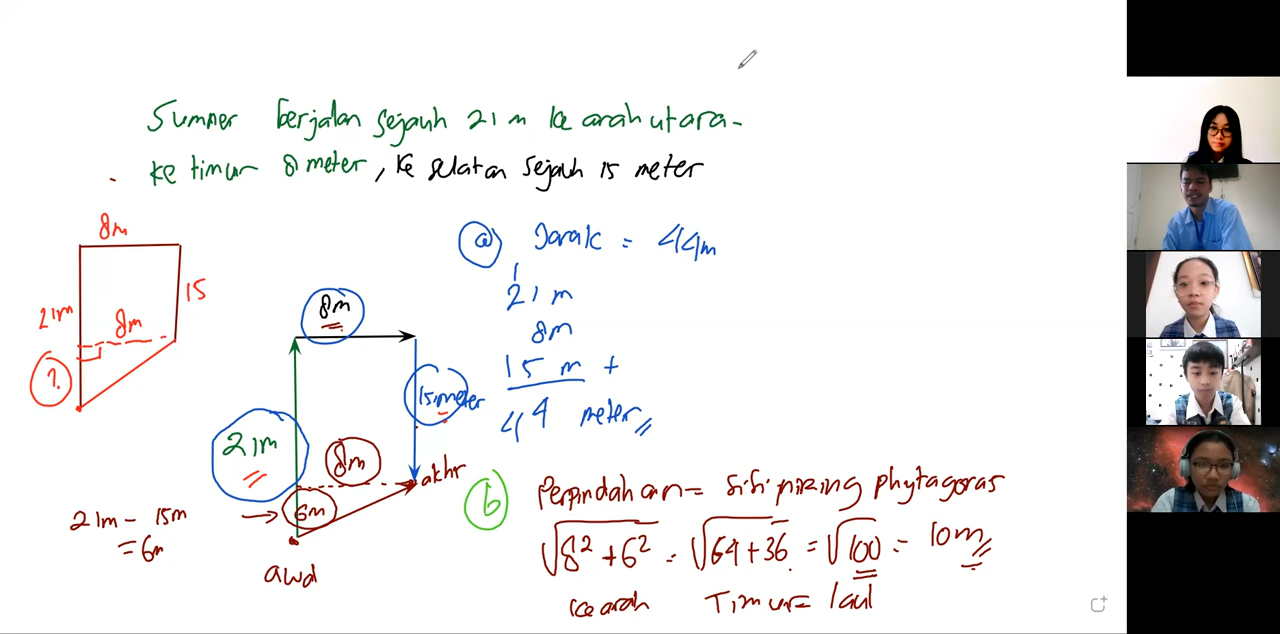 Sumner berjalan sejauh 21 m ke arah utara -
ke timur 8 meter, ke selatan sejauh 15 meter
8m
21m
15
8m
?
8m
21m
15 meter
8m
6m
akhr
awal
21m - 15m
= 6m
a Jarak = 44m
1
21 m
8m
15 m +
44 meter
b Perpindahan = sisi miring phytagoras
√8² + 6² = √64 + 36 = √100 = 10m
ke arah Timur = laut